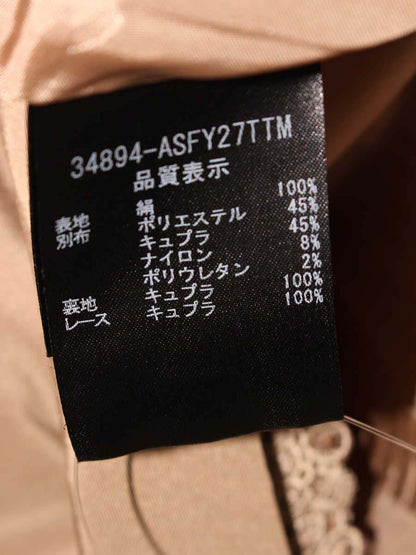 34894-ASFY27TTM
品質表示
表地 絹 100%
別布 ポリエステル 45%
キュプラ 45%
ナイロン 8%
ポリウレタン 2%
裏地 キュプラ 100%
レース キュプラ 100%